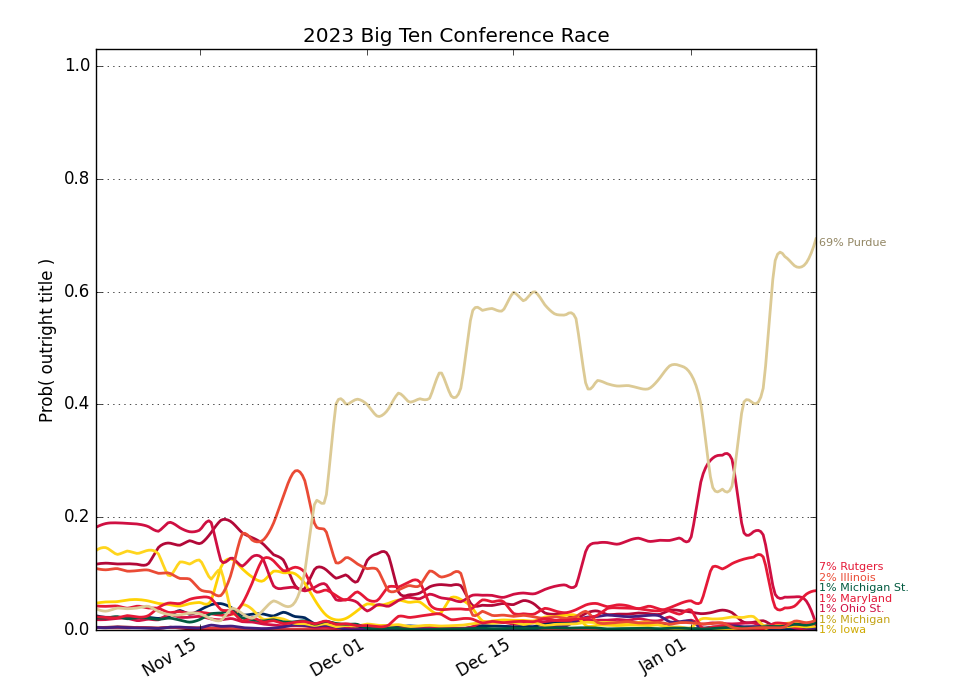 2023 Big Ten Conference Race
Prob( outright title )
1.0
0.8
0.6
0.4
0.2
0.0
Nov 15
Dec 01
Dec 15
Jan 01
69% Purdue
7% Rutgers
2% Illinois
1% Michigan St.
1% Maryland
1% Ohio St.
1% Michigan
1% Iowa